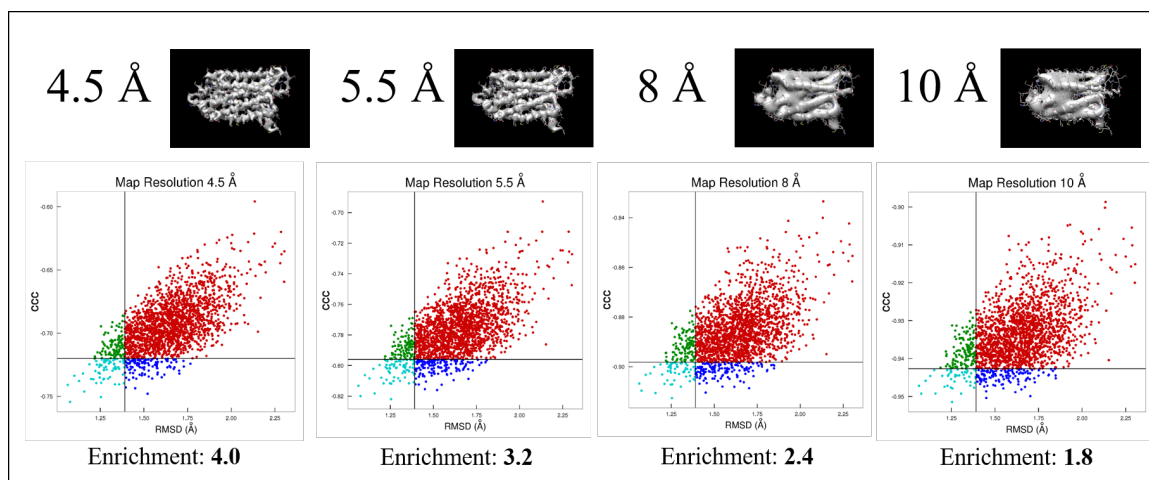 4.5 Å
5.5 Å
8 Å
10 Å
Map Resolution 4.5 Å
-0.60
-0.65
-0.70
-0.75
CCC
1.25
1.50
1.75
2.00
2.25
RMSD (Å)
Enrichment: 4.0
Map Resolution 5.5 Å
-0.70
-0.72
-0.74
-0.76
-0.78
-0.80
-0.82
CCC
1.25
1.50
1.75
2.00
2.25
RMSD (Å)
Enrichment: 3.2
Map Resolution 8 Å
-0.84
-0.86
-0.88
-0.90
CCC
1.25
1.50
1.75
2.00
2.25
RMSD (Å)
Enrichment: 2.4
Map Resolution 10 Å
-0.90
-0.91
-0.92
-0.93
-0.94
-0.95
CCC
1.25
1.50
1.75
2.00
2.25
RMSD (Å)
Enrichment: 1.8